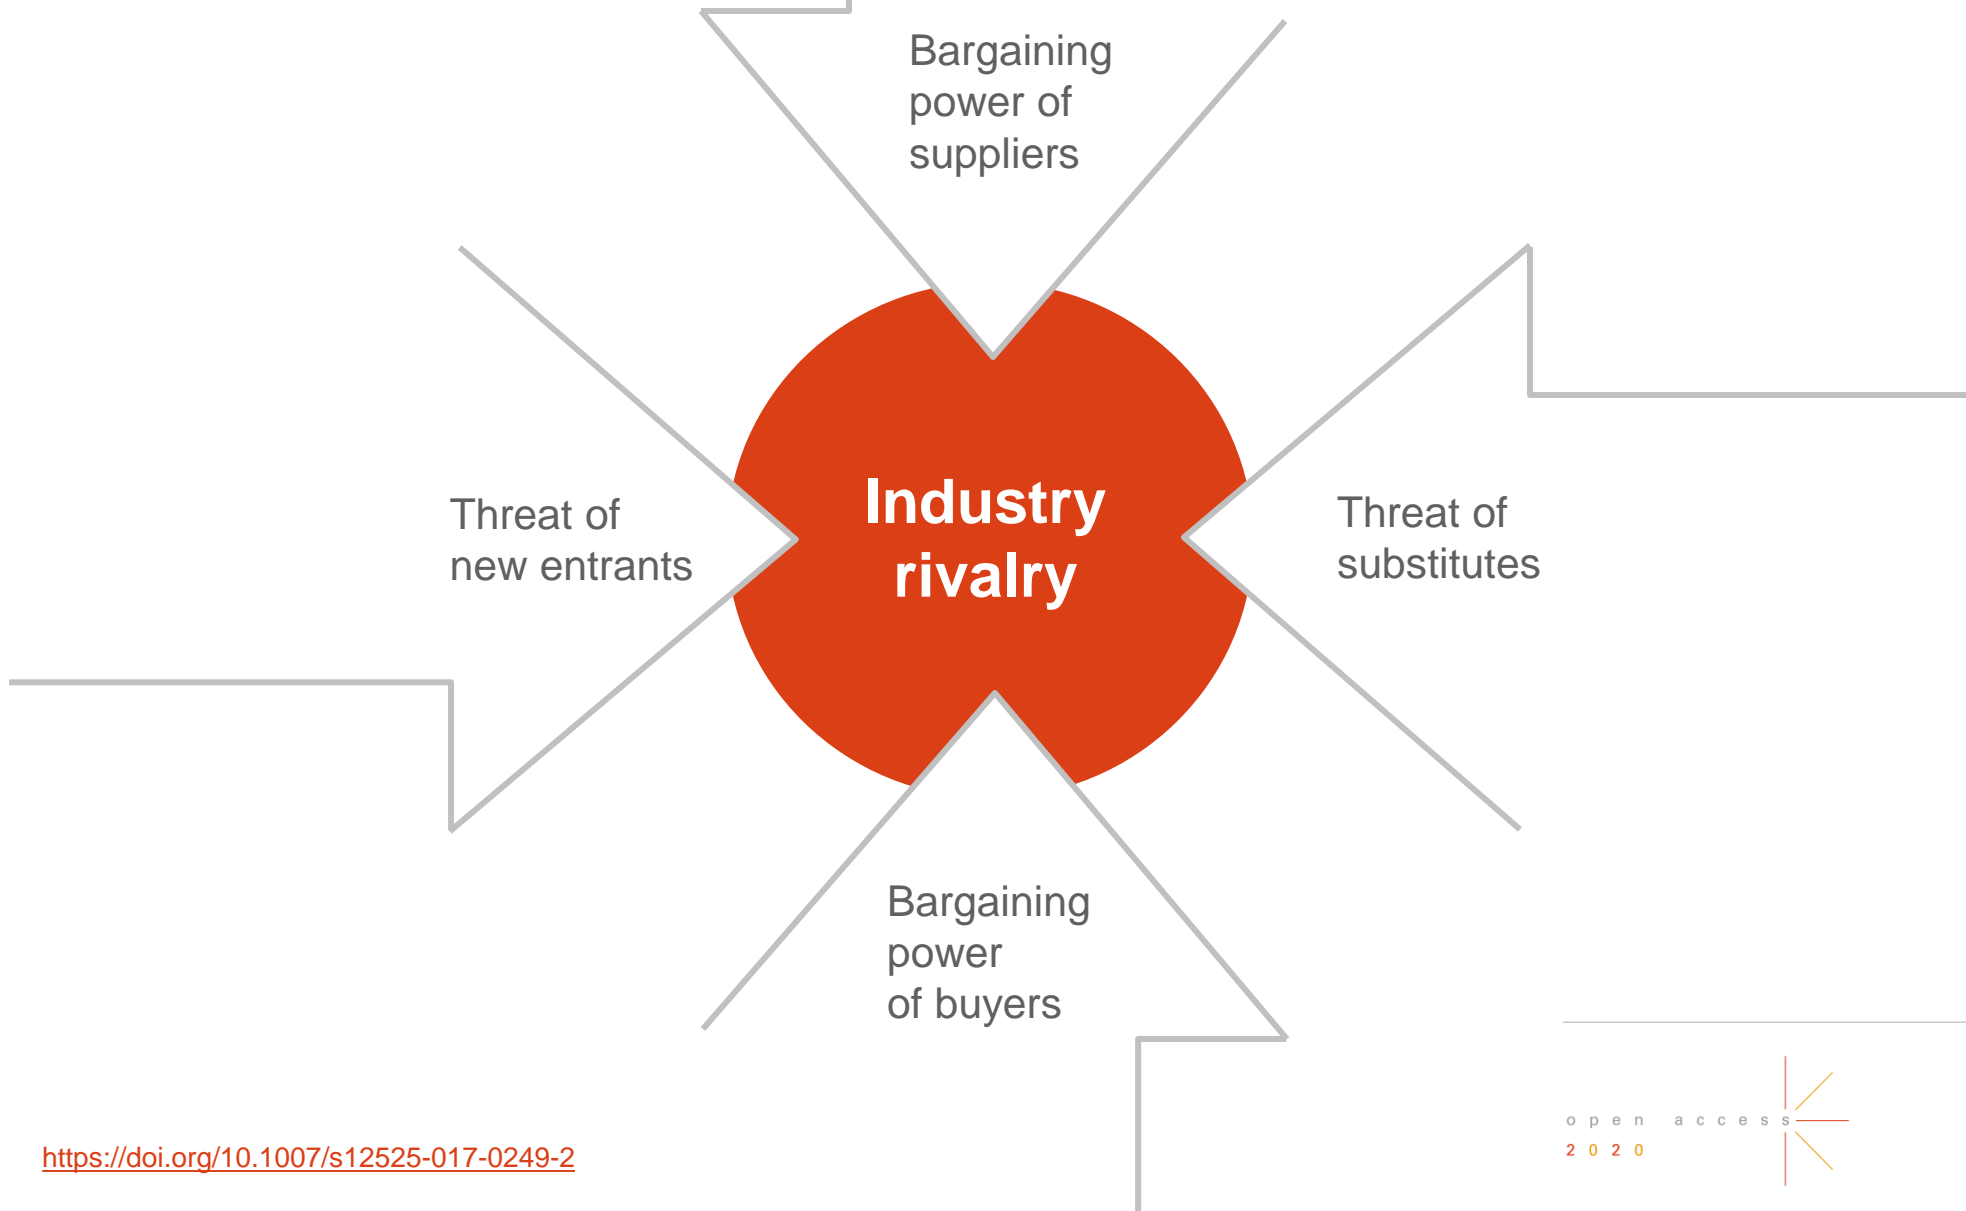 Bargaining
power of
suppliers
Threat of
new entrants
Industry
rivalry
Threat of
substitutes
Bargaining
power
of buyers
https://doi.org/10.1007/s12525-017-0249-2
open access
2020